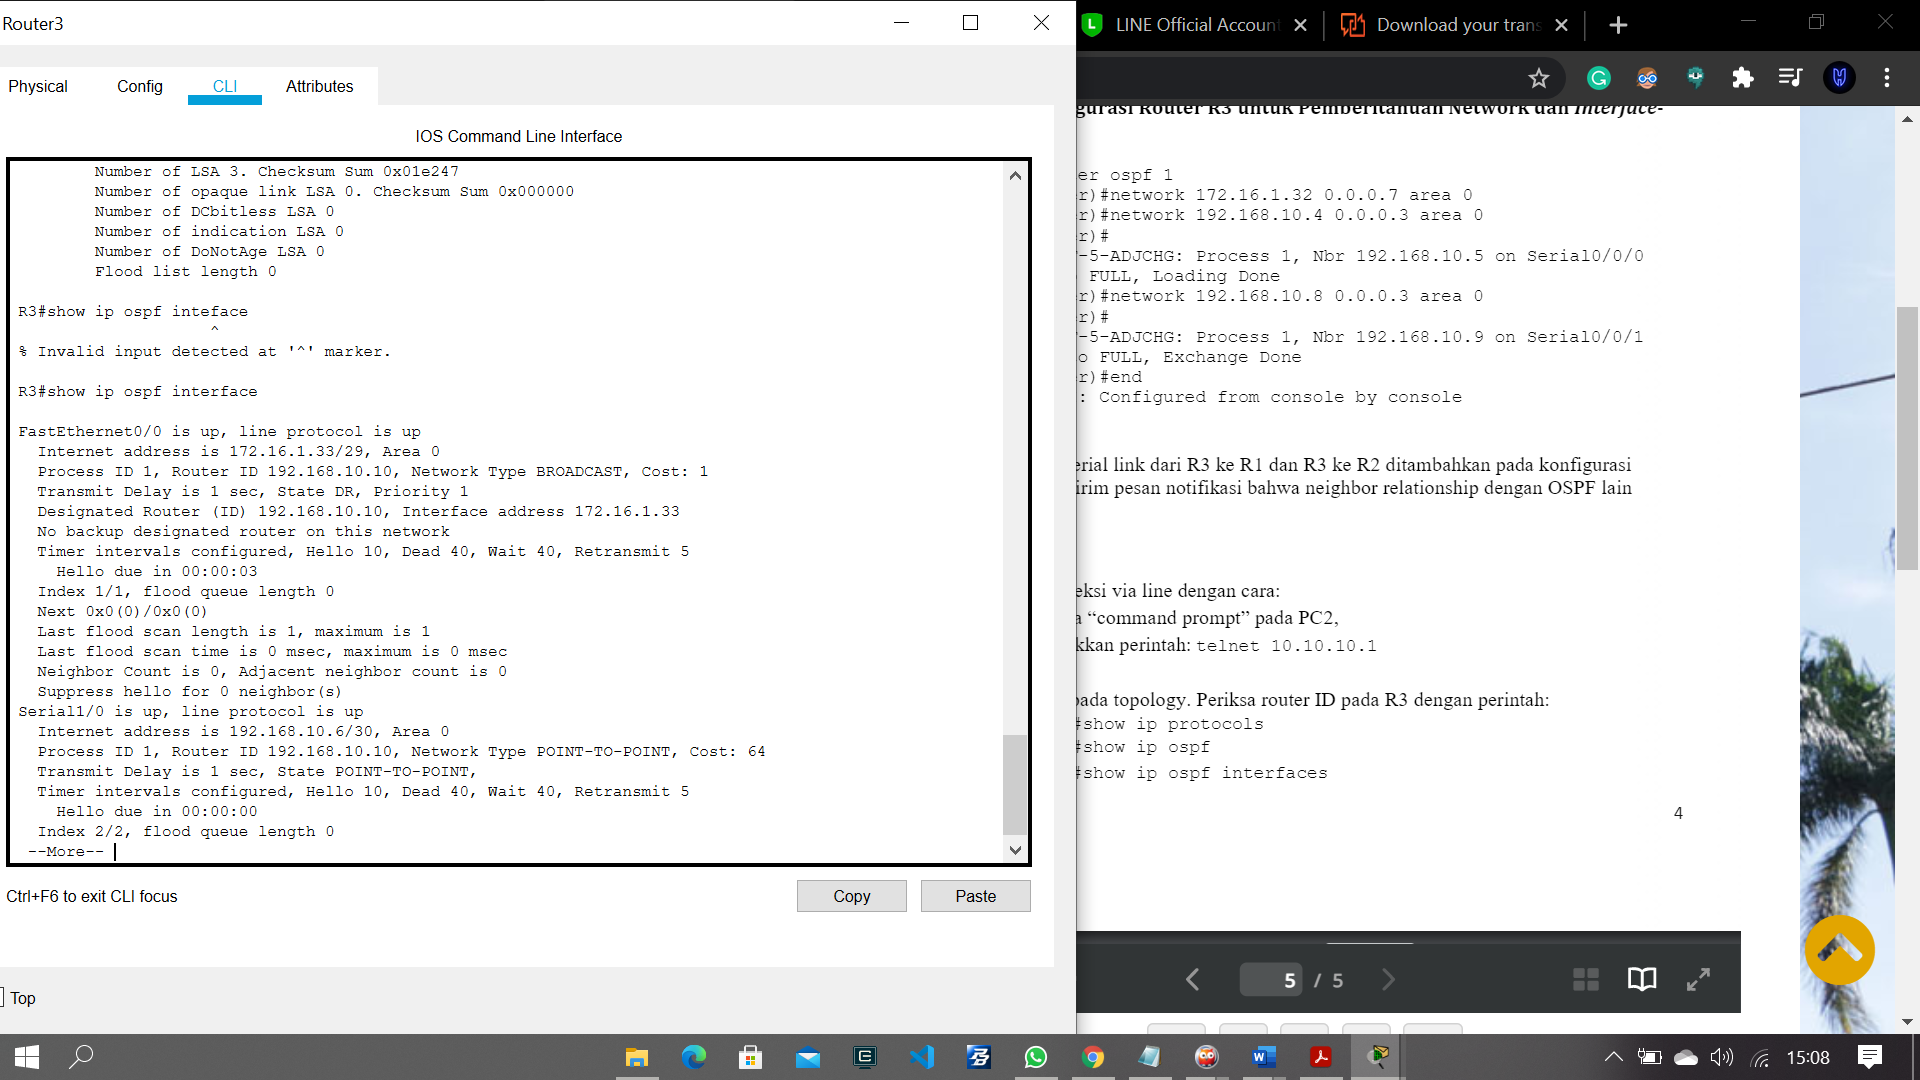 Router3
Physical
Config
CLI
Attributes
IOS Command Line Interface
Number of LSA 3. Checksum Sum 0x01e247
Number of opaque link LSA 0. Checksum Sum 0x000000
Number of DCbitless LSA 0
Number of indication LSA 0
Number of DoNotAge LSA 0
Flood list length 0
R3#show ip ospf inteface
^
% Invalid input detected at '^' marker.
R3#show ip ospf interface
FastEthernet0/0 is up, line protocol is up
Internet address is 172.16.1.33/29, Area 0
Process ID 1, Router ID 192.168.10.10, Network Type BROADCAST, Cost: 1
Transmit Delay is 1 sec, State DR, Priority 1
Designated Router (ID) 192.168.10.10, Interface address 172.16.1.33
No backup designated router on this network
Timer intervals configured, Hello 10, Dead 40, Wait 40, Retransmit 5
Hello due in 00:00:03
Index 1/1, flood queue length 0
Next 0x0(0)/0x0(0)
Last flood scan length is 1, maximum is 1
Last flood scan time is 0 msec, maximum is 0 msec
Neighbor Count is 0, Adjacent neighbor count is 0
Suppress hello for 0 neighbor(s)
Serial1/0 is up, line protocol is up
Internet address is 192.168.10.6/30, Area 0
Process ID 1, Router ID 192.168.10.10, Network Type POINT-TO-POINT, Cost: 64
Transmit Delay is 1 sec, State POINT-TO-POINT,
Timer intervals configured, Hello 10, Dead 40, Wait 40, Retransmit 5
Hello due in 00:00:00
Index 2/2, flood queue length 0
--More--
Ctrl+F6 to exit CLI focus
Copy
Paste
Top
LINE Official Accoun
Download your trans
gurasi Router R3 untuk Pemberitahuan Network dan Interface-
er ospf 1
r)#network 172.16.1.32 0.0.0.7 area 0
r)#network 192.168.10.4 0.0.0.3 area 0
r)#
-5-ADJCHG: Process 1, Nbr 192.168.10.5 on Serial0/0/0
FULL, Loading Done
r)#network 192.168.10.8 0.0.0.3 area 0
r)#
-5-ADJCHG: Process 1, Nbr 192.168.10.9 on Serial0/0/1
o FULL, Exchange Done
r)#end
: Configured from console by console
erial link dari R3 ke R1 dan R3 ke R2 ditambahkan pada konfigurasi
irim pesan notifikasi bahwa neighbor relationship dengan OSPF lain
eksi via line dengan cara:
a “command prompt” pada PC2,
kkan perintah: telnet 10.10.10.1
pada topology. Periksa router ID pada R3 dengan perintah:
#show ip protocols
#show ip ospf
#show ip ospf interfaces
4
5 / 5
15:08